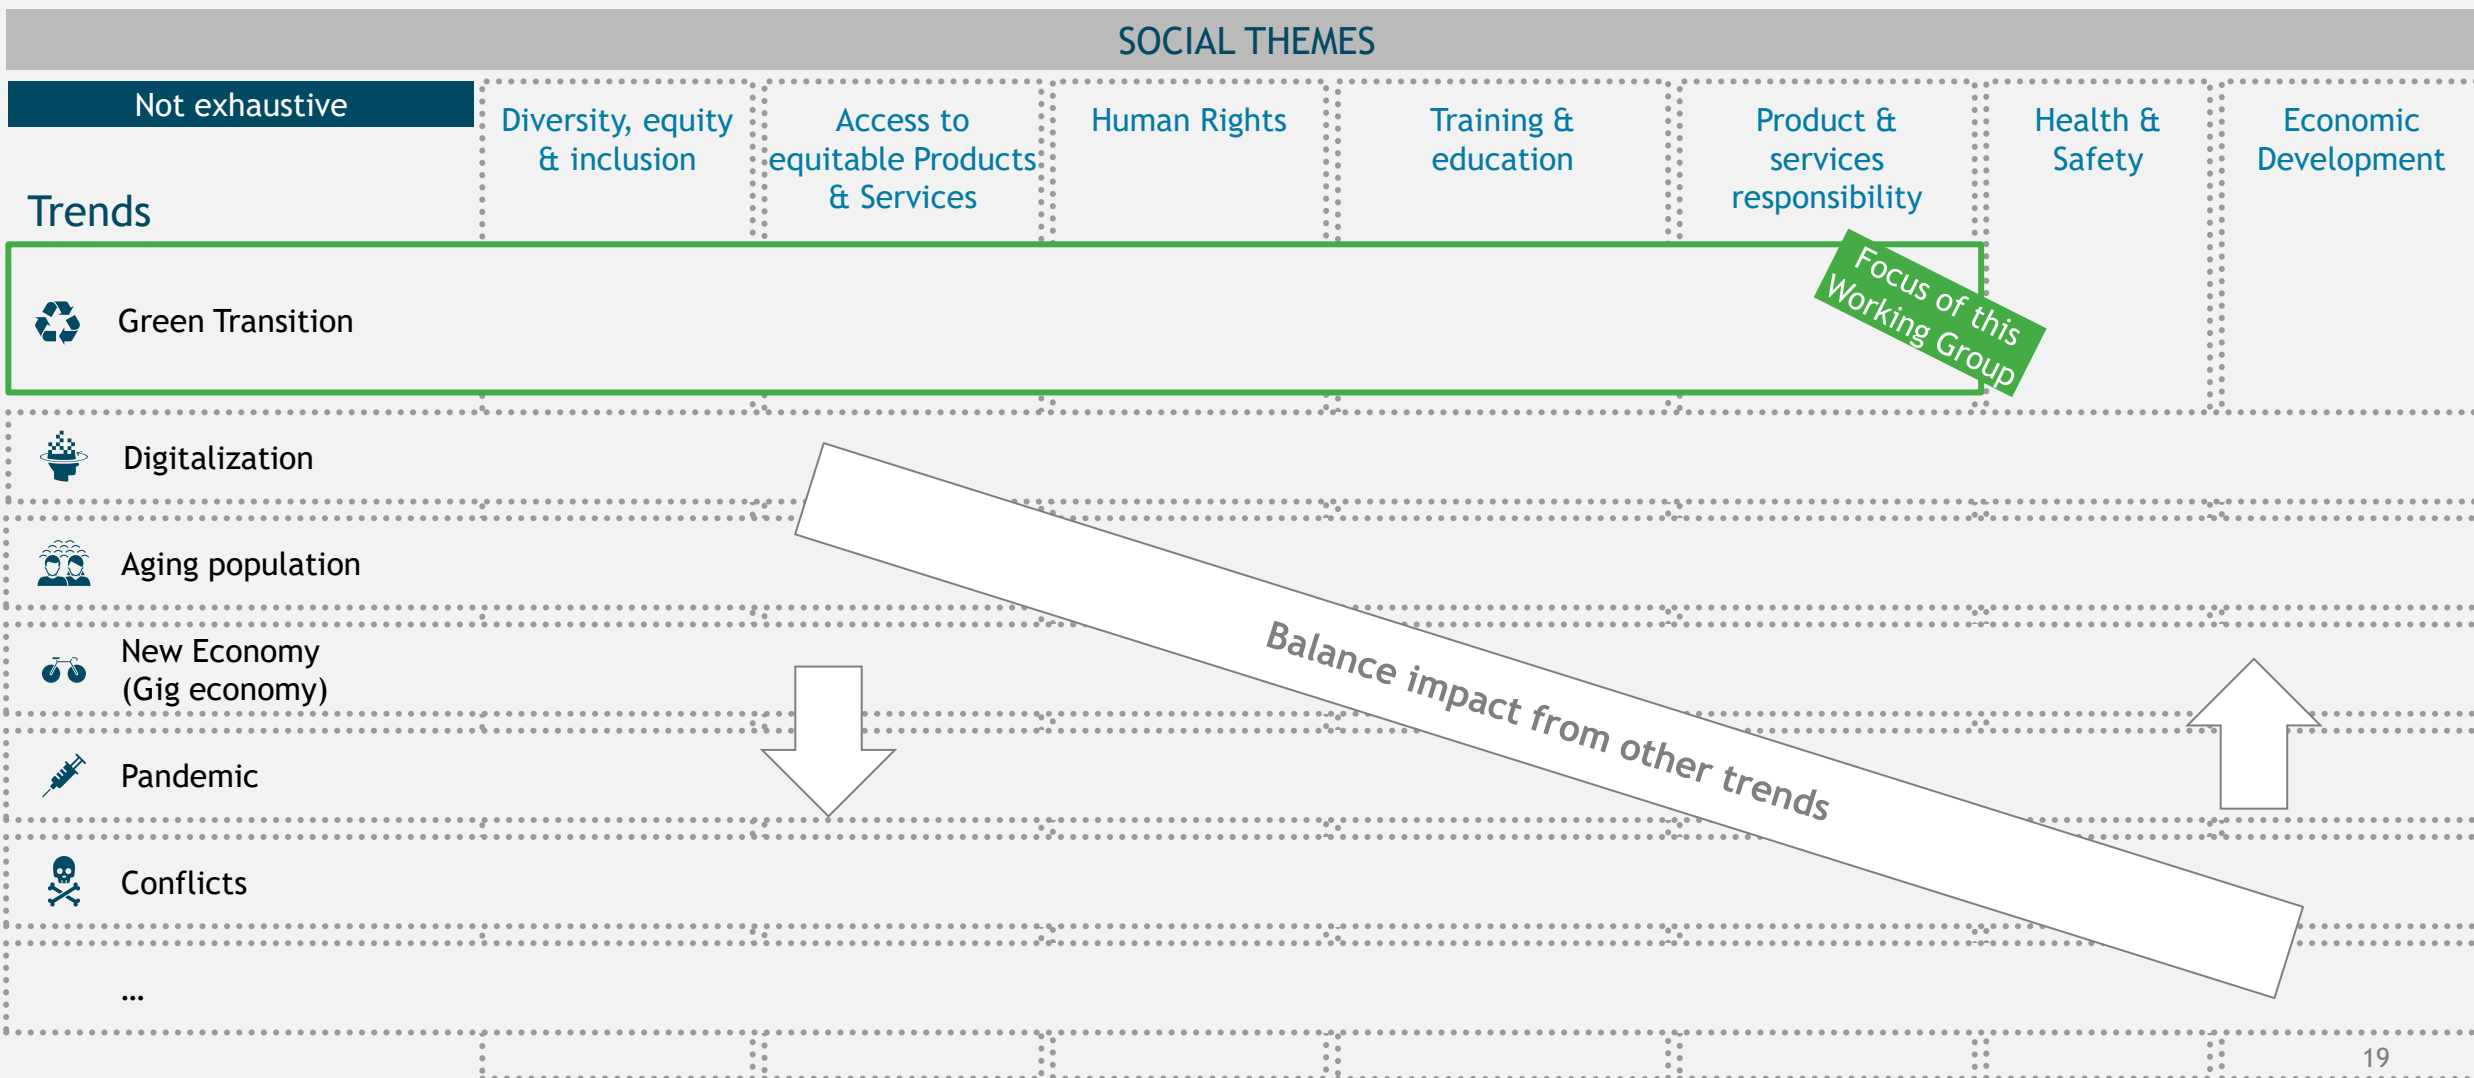 SOCIAL THEMES
Not exhaustive
Trends
Diversity, equity
& inclusion
Access to
equitable Products
& Services
Human Rights
Training &
education
Product &
services
responsibility
Health &
Safety
Economic
Development
Green Transition
Focus of this
Working Group
Digitalization
Aging population
New Economy
(Gig economy)
Pandemic
Conflicts
…
Balance impact from other trends
19